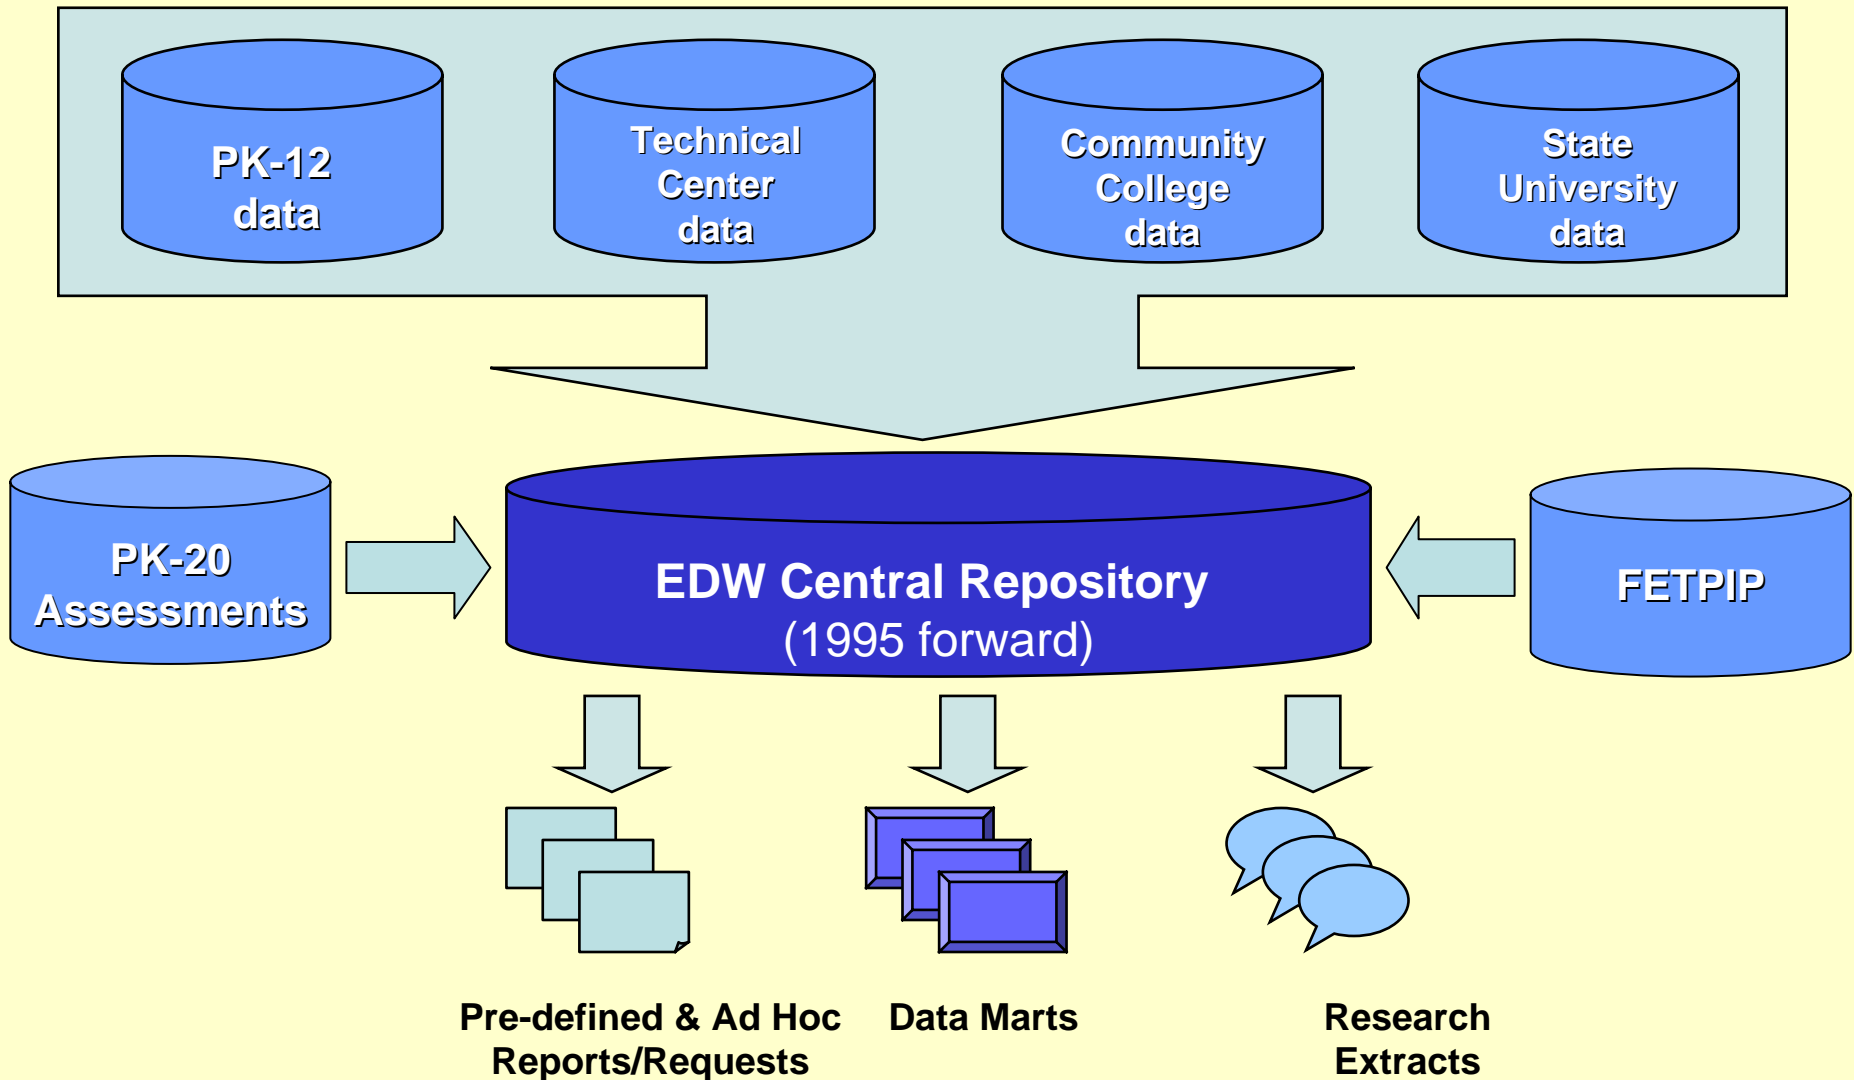 PK-12
data
Technical
Center
data
Community
College
data
State
University
data
PK-20
Assessments
EDW Central Repository
(1995 forward)
FETPIP
Pre-defined & Ad Hoc
Reports/Requests
Data Marts
Research
Extracts